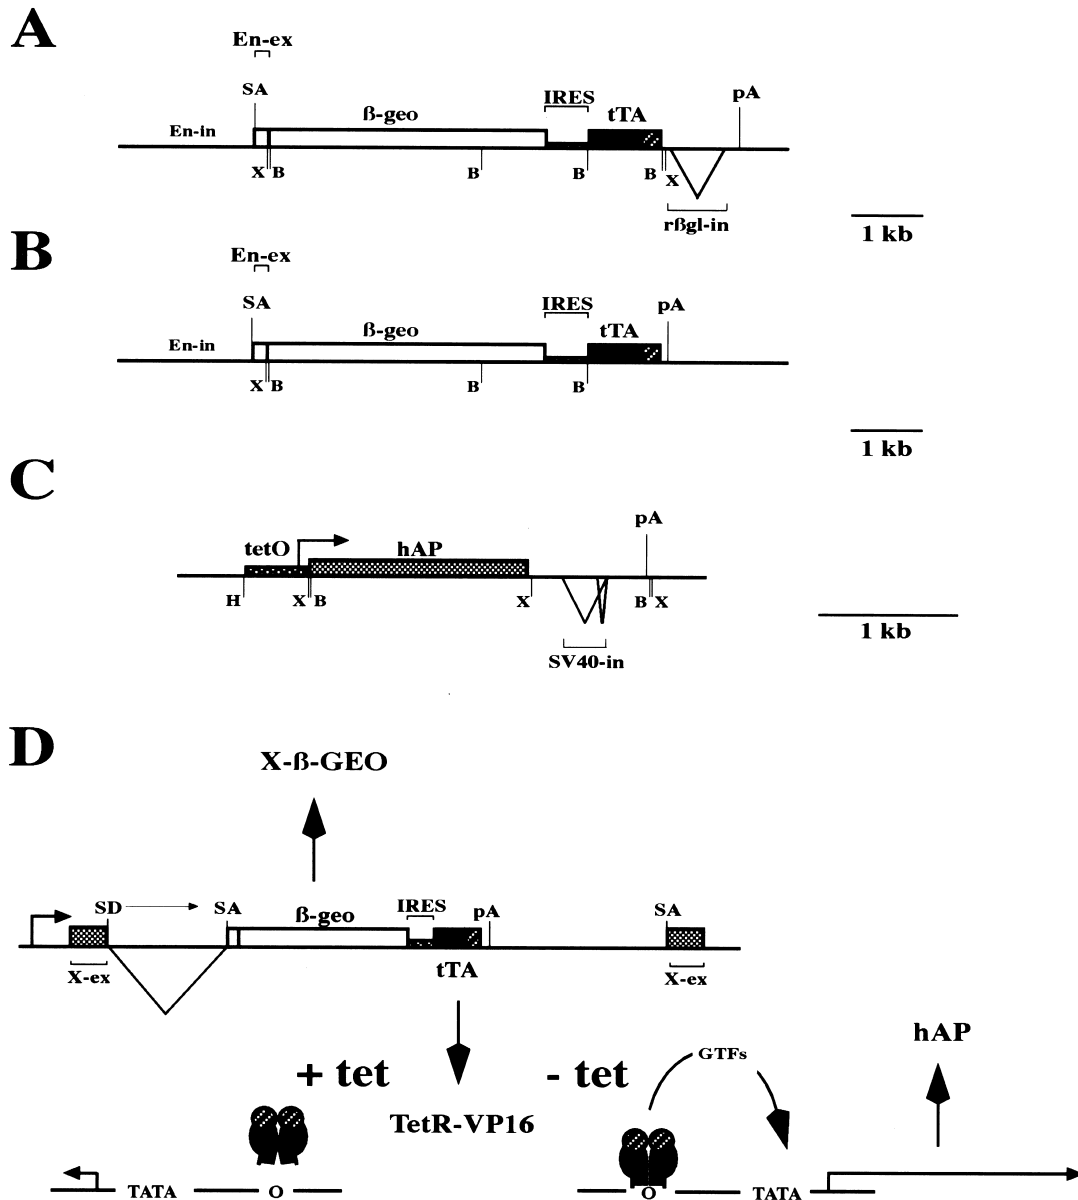 A
En-ex
SA
En-in
ß-geo
IRES
tTA
pA
X B B B B X
rßgl-in
1 kb
B
En-ex
SA
En-in
ß-geo
IRES
tTA
pA
X B B B
1 kb
C
tetO
hAP
pA
H X B X B X
SV40-in
1 kb
D
X-ß-GEO
SD SA ß-geo IRES pA SA
X-ex tTA X-ex
hAP
GTFs
+ tet - tet
TetR-VP16
TATA O O TATA